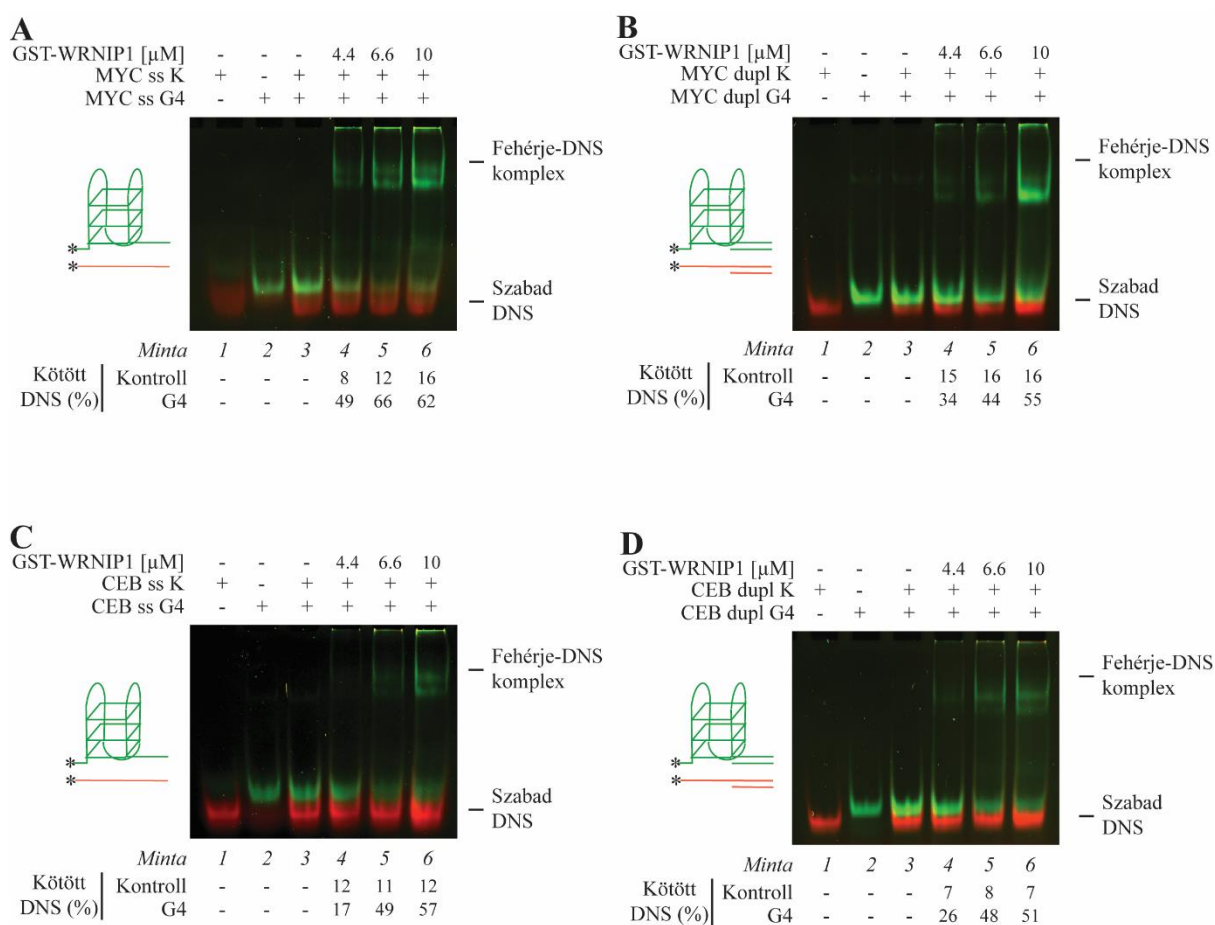 A
GST-WRNIP1 [µM] - - - 4.4 6.6 10
MYC ss K + - + + + +
MYC ss G4 - + + + + +
Fehérje-DNS
komplex
*
*
Szabad
DNS
Minta 1 2 3 4 5 6
Kötött
DNS (%)
Kontroll - - - 8 12 16
G4 - - - 49 66 62
B
GST-WRNIP1 [µM] - - - 4.4 6.6 10
MYC dupl K + - + + + +
MYC dupl G4 - + + + + +
Fehérje-DNS
komplex
*
*
Szabad
DNS
Minta 1 2 3 4 5 6
Kötött
DNS (%)
Kontroll - - - 15 16 16
G4 - - - 34 44 55
C
GST-WRNIP1 [µM] - - - 4.4 6.6 10
CEB ss K + - + + + +
CEB ss G4 - + + + + +
Fehérje-DNS
komplex
*
*
Szabad
DNS
Minta 1 2 3 4 5 6
Kötött
DNS (%)
Kontroll - - - 12 11 12
G4 - - - 17 49 57
D
GST-WRNIP1 [µM] - - - 4.4 6.6 10
CEB dupl K + - + + + +
CEB dupl G4 - + + + + +
Fehérje-DNS
komplex
*
*
Szabad
DNS
Minta 1 2 3 4 5 6
Kötött
DNS (%)
Kontroll - - - 7 8 7
G4 - - - 26 48 51